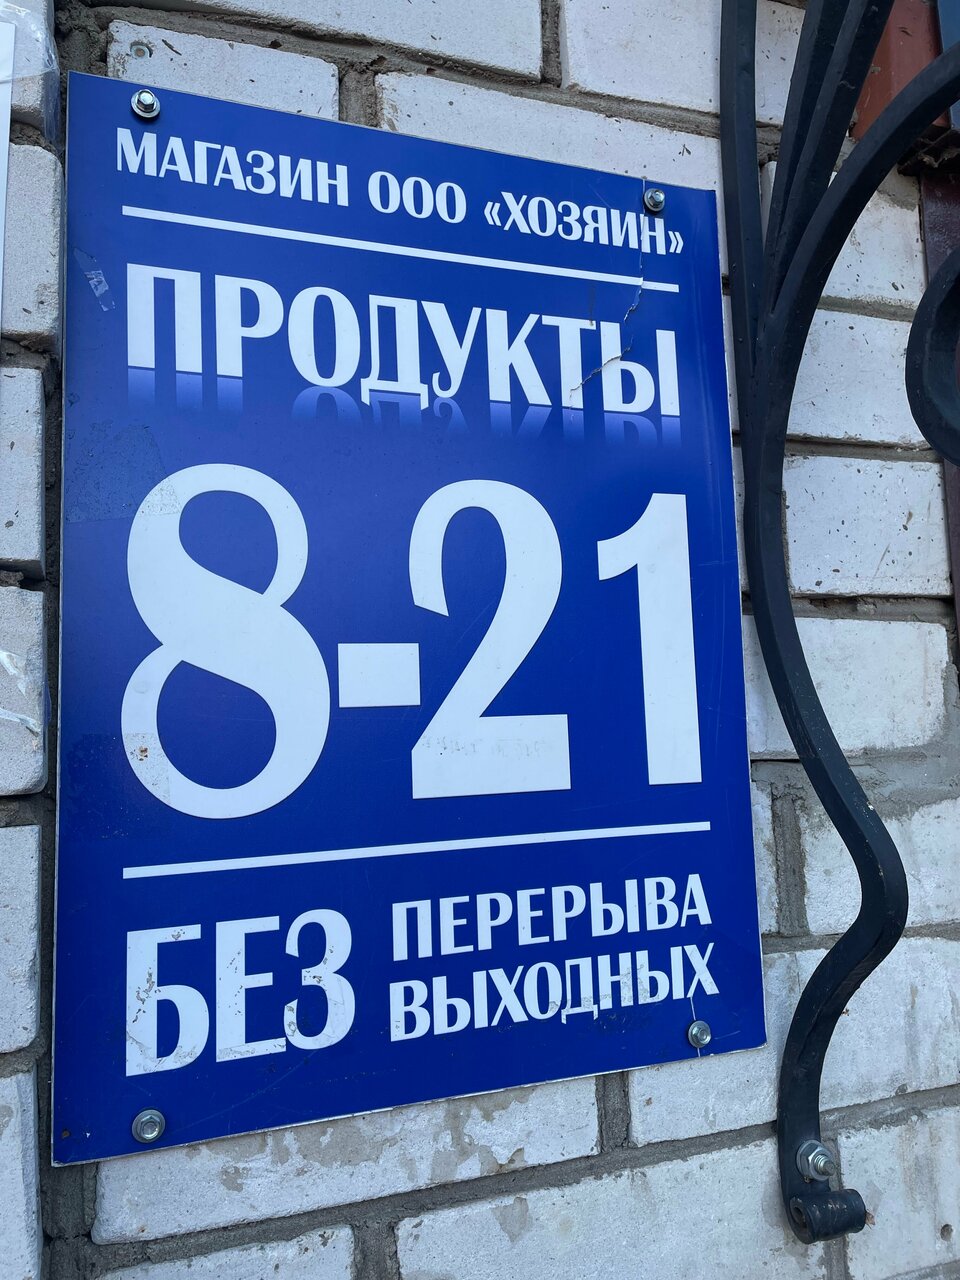 МАГАЗИН ООО «ХОЗЯИН»
ПРОДУКТЫ
8-21
БЕЗ ПЕРЕРЫВА
ВЫХОДНЫХ